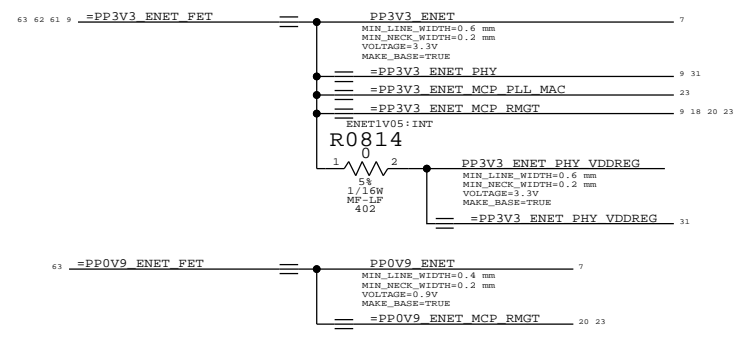 63 62 61 9 =PP3V3_ENET_FET PP3V3_ENET 7
MIN_LINE_WIDTH=0.6 mm
MIN_NECK_WIDTH=0.2 mm
VOLTAGE=3.3V
MAKE_BASE=TRUE
=PP3V3_ENET_PHY 9 31
=PP3V3_ENET_MCP_PLL_MAC 23
=PP3V3_ENET_MCP_RMGT 9 18 20 23
ENET1V05:INT
R0814
0
1 2 PP3V3_ENET_PHY_VDDREG
5%
1/16W
MF-LF
402
MIN_LINE_WIDTH=0.6 mm
MIN_NECK_WIDTH=0.2 mm
VOLTAGE=3.3V
MAKE_BASE=TRUE
=PP3V3_ENET_PHY_VDDREG 31
63 =PP0V9_ENET_FET PP0V9_ENET 7
MIN_LINE_WIDTH=0.4 mm
MIN_NECK_WIDTH=0.2 mm
VOLTAGE=0.9V
MAKE_BASE=TRUE
=PP0V9_ENET_MCP_RMGT 20 23